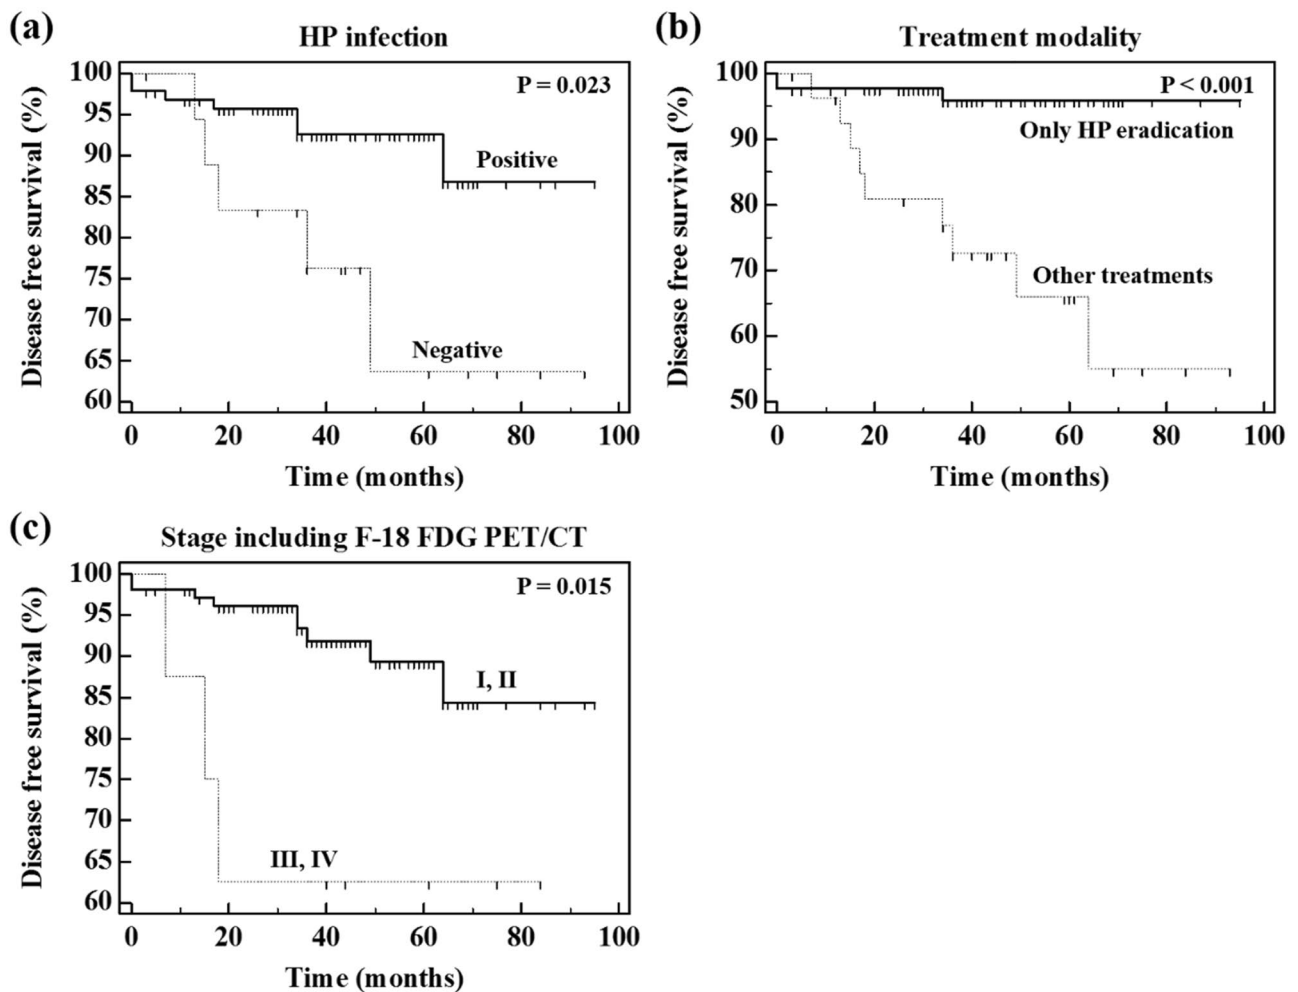 (a)
HP infection
P = 0.023
Positive
Negative
Disease free survival (%)
100
95
90
85
80
75
70
65
60
0 20 40 60 80 100
Time (months)
(b)
Treatment modality
P < 0.001
Only HP eradication
Other treatments
Disease free survival (%)
100
90
80
70
60
50
0 20 40 60 80 100
Time (months)
(c)
Stage including F-18 FDG PET/CT
P = 0.015
I, II
III, IV
Disease free survival (%)
100
95
90
85
80
75
70
65
60
0 20 40 60 80 100
Time (months)